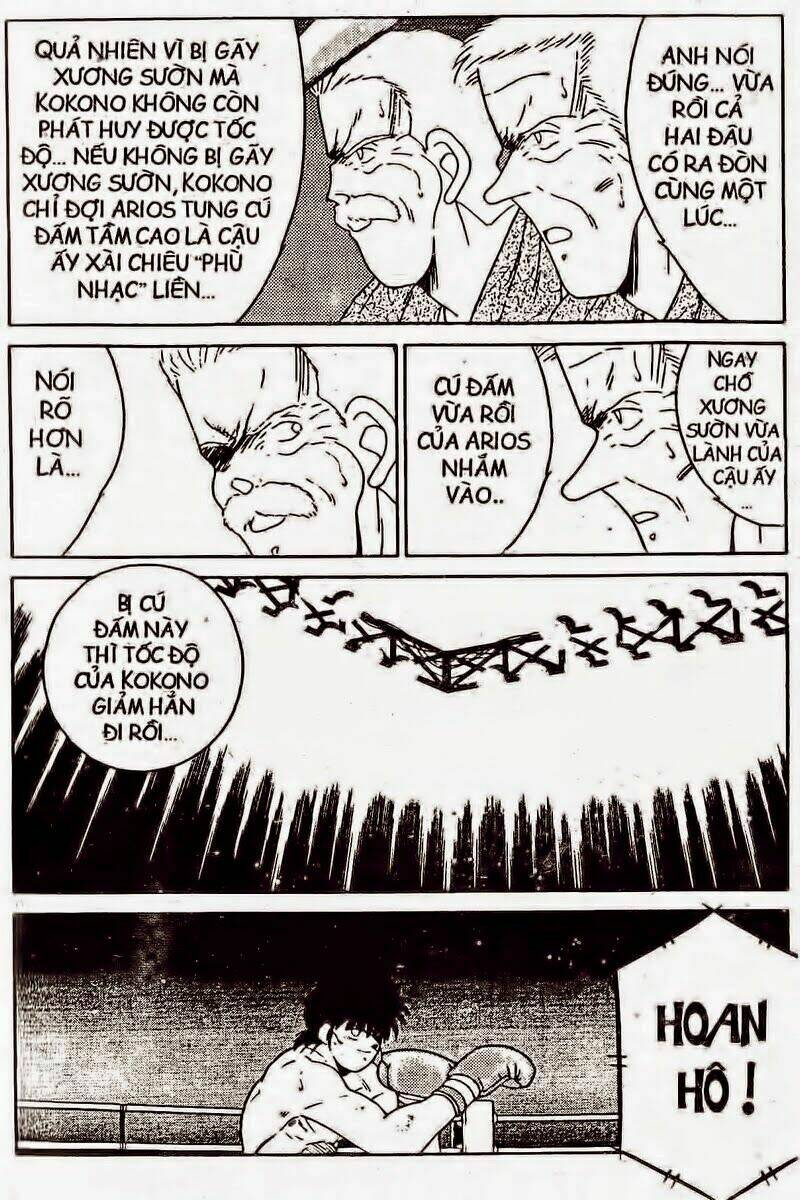 ANH NÓI
ĐÚNG... VỪA
RỒI CẢ
HAI ĐÂU
CÓ RA ĐÒN
CÙNG MỘT
LÚC...
QUẢ NHIÊN VÌ BỊ GÃY
XƯƠNG SƯỜN MÀ
KOKONO KHÔNG CÒN
PHÁT HUY ĐƯỢC TỐC
ĐỘ... NẾU KHÔNG BỊ GÃY
XƯƠNG SƯỜN, KOKONO
CHỈ ĐỢI ARIOS TUNG CÚ
ĐẤM TẦM CAO LÀ CẬU
ẤY XÀI CHIÊU "PHÙ
NHẠC" LIỀN...
NGAY
CHỖ
XƯƠNG
SƯỜN VỪA
LÀNH CỦA
CẬU ẤY
...
CÚ ĐẤM
VỪA RỒI
CỦA ARIOS
NHẮM
VÀO..
NÓI
RÕ
HƠN
LÀ...
BỊ CÚ
ĐẤM NÀY
THÌ TỐC ĐỘ
CỦA KOKONO
GIẢM HẲN
ĐI RỒI...
HOAN
HÔ !